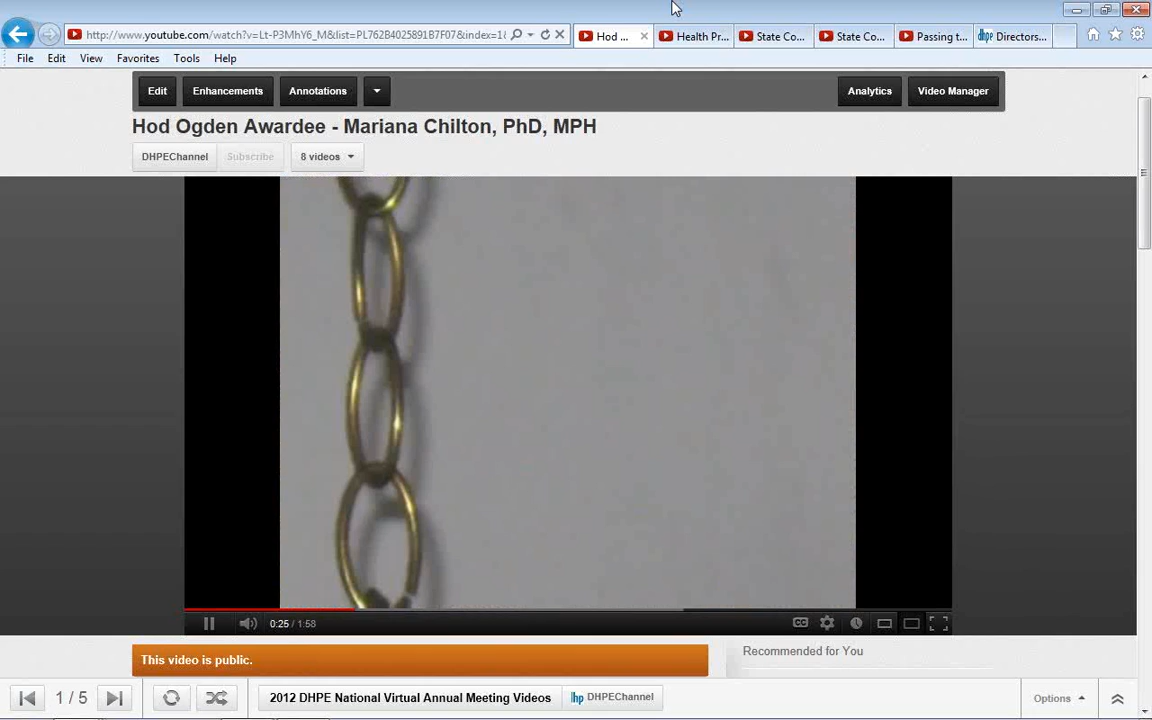 http://www.youtube.com/watch?v=Lt-P3MhY6_M&list=PL762B4025891B7F07&index=1&
Hod ...
Health Pr...
State Co...
State Co...
Passing t...
dhpe Directors...
File Edit View Favorites Tools Help
Edit Enhancements Annotations Analytics Video Manager
Hod Ogden Awardee - Mariana Chilton, PhD, MPH
DHPEChannel Subscribe 8 videos
0:25 / 1:58 CC
This video is public.
Recommended for You
1 / 5 2012 DHPE National Virtual Annual Meeting Videos DHPEChannel Options